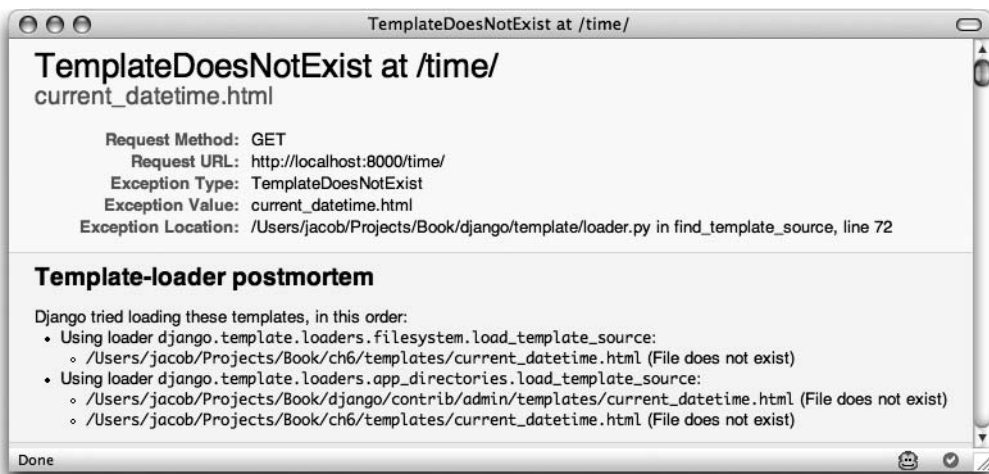 TemplateDoesNotExist at /time/
TemplateDoesNotExist at /time/
current_datetime.html
Request Method: GET
Request URL: http://localhost:8000/time/
Exception Type: TemplateDoesNotExist
Exception Value: current_datetime.html
Exception Location: /Users/jacob/Projects/Book/django/template/loader.py in find_template_source, line 72
Template-loader postmortem
Django tried loading these templates, in this order:
• Using loader django.template.loaders.filesystem.load_template_source:
◦ /Users/jacob/Projects/Book/ch6/templates/current_datetime.html (File does not exist)
• Using loader django.template.loaders.app_directories.load_template_source:
◦ /Users/jacob/Projects/Book/django/contrib/admin/templates/current_datetime.html (File does not exist)
◦ /Users/jacob/Projects/Book/ch6/templates/current_datetime.html (File does not exist)
Done